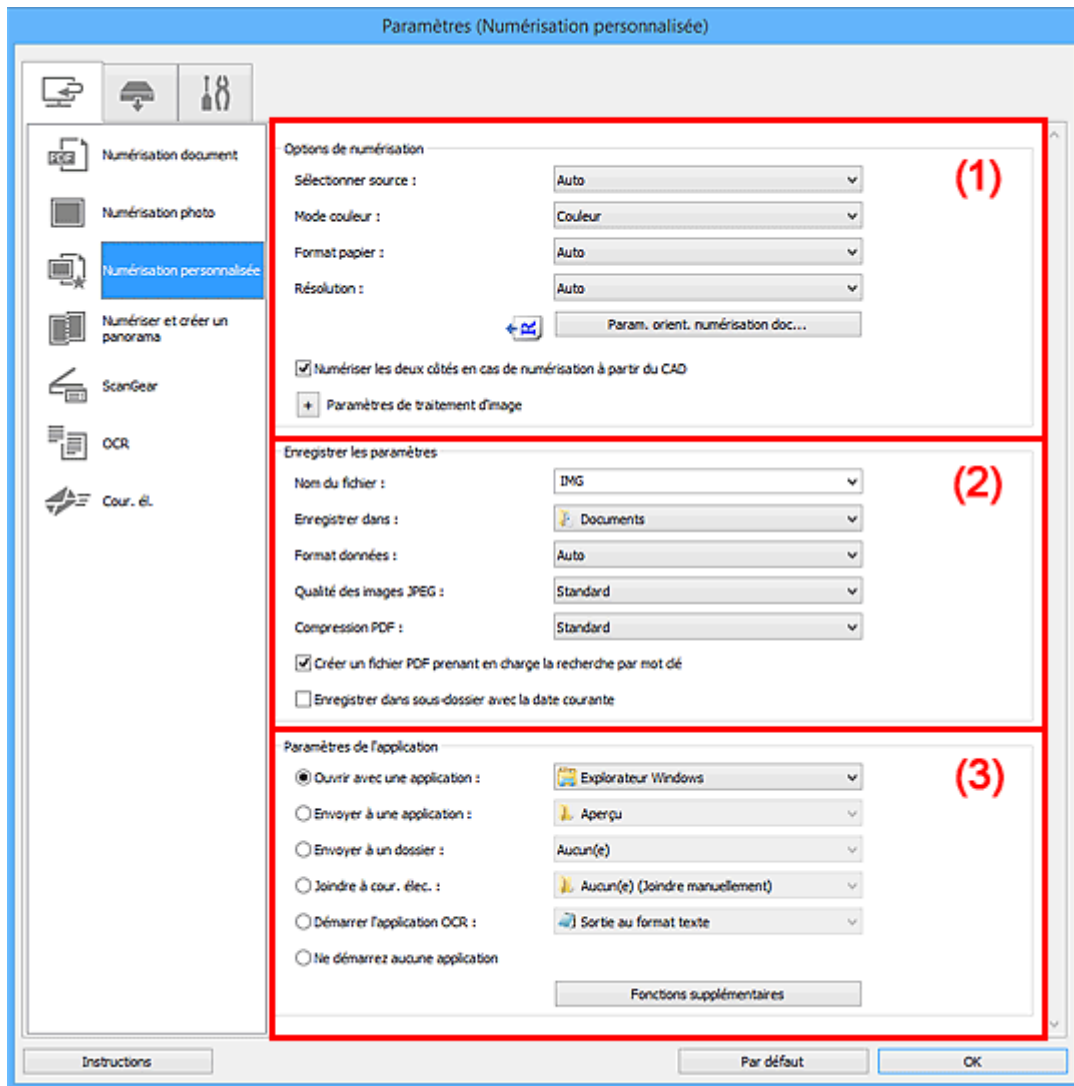 Paramètres (Numérisation personnalisée)
Numérisation document
Numérisation photo
Numérisation personnalisée
Numériser et créer un
panorama
ScanGear
OCR
Cour. él.
Options de numérisation
(1)
Sélectionner source : Auto
Mode couleur : Couleur
Format papier : Auto
Résolution : Auto
Param. orient. numérisation doc...
Numériser les deux côtés en cas de numérisation à partir du CAD
+ Paramètres de traitement d'image
Enregistrer les paramètres
(2)
Nom du fichier : IMG
Enregistrer dans : Documents
Format données : Auto
Qualité des images JPEG : Standard
Compression PDF : Standard
Créer un fichier PDF prenant en charge la recherche par mot clé
Enregistrer dans sous-dossier avec la date courante
Paramètres de l'application
(3)
Ouvrir avec une application : Explorateur Windows
Envoyer à une application : Aperçu
Envoyer à un dossier : Aucun(e)
Joindre à cour. élec. : Aucun(e) (Joindre manuellement)
Démarrer l'application OCR : Sortie au format texte
Ne démarrez aucune application
Fonctions supplémentaires
Instructions
Par défaut
OK